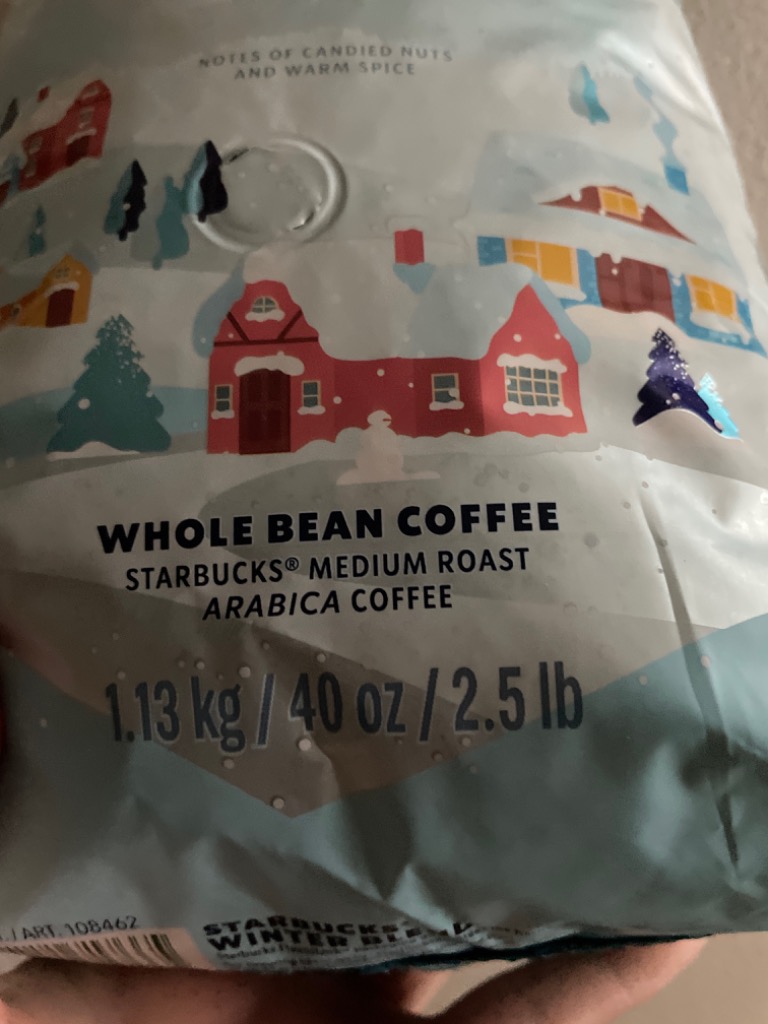 NOTES OF CANDIED NUTS
AND WARM SPICE
WHOLE BEAN COFFEE
STARBUCKS® MEDIUM ROAST
ARABICA COFFEE
1.13 kg / 40 oz / 2.5 lb
/ ART. 108462
STARBUCKS
WINTER BLEND